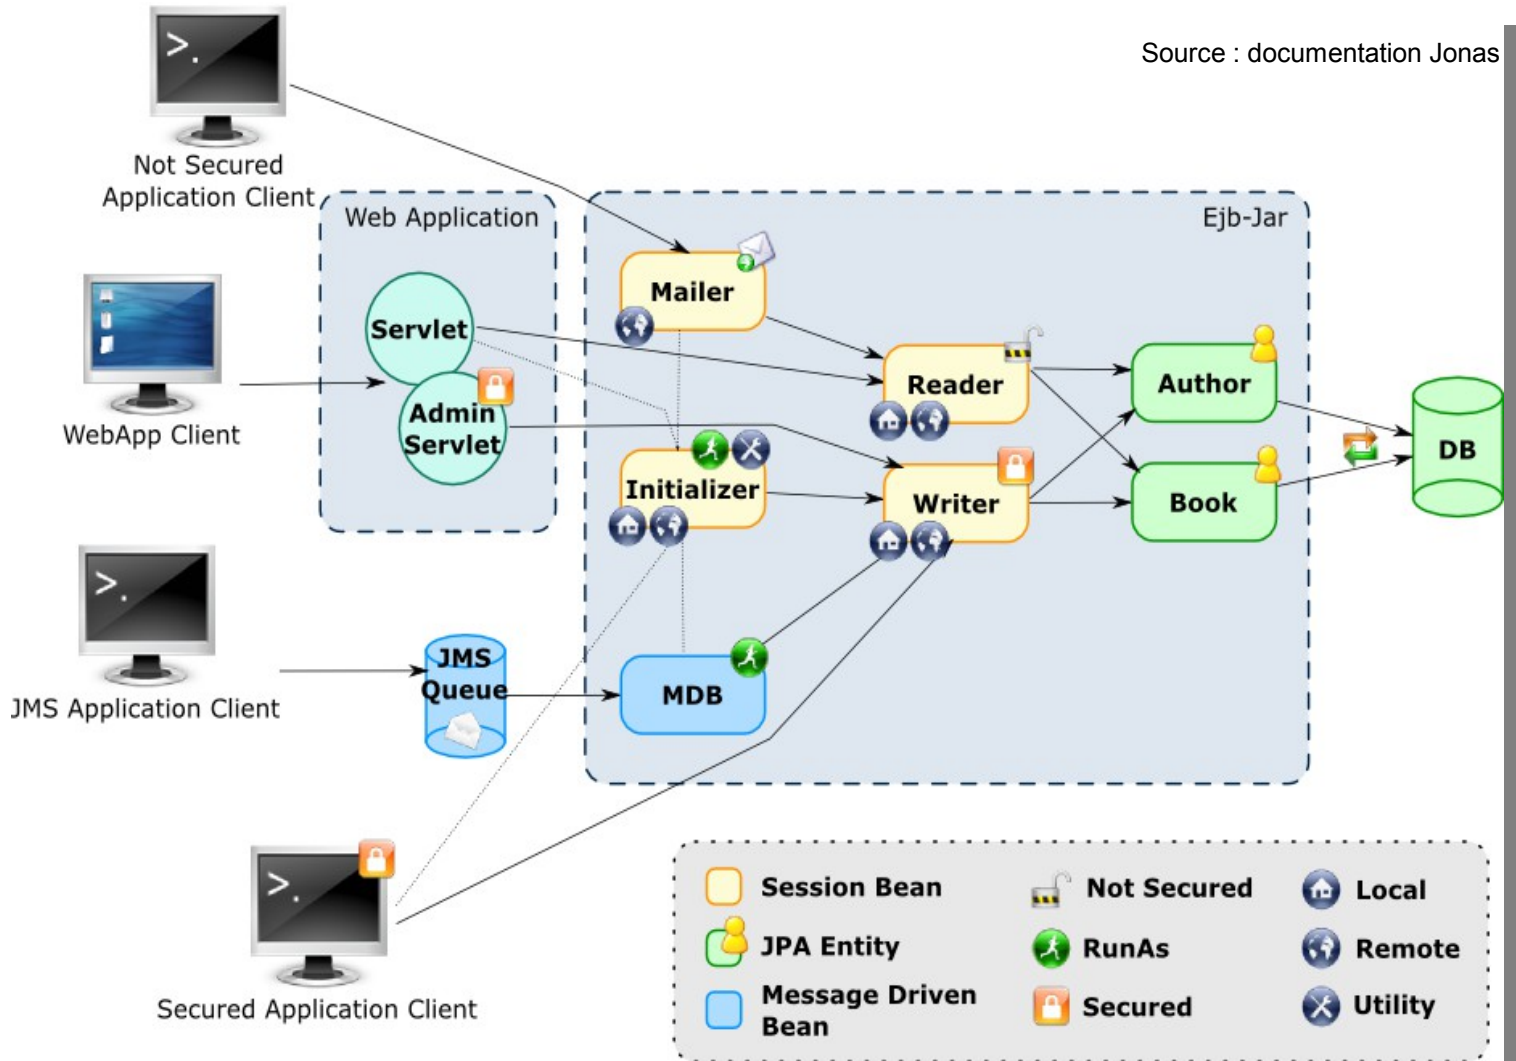 Source : documentation Jonas
>.
Not Secured
Application Client
Web Application
Ejb-Jar
Mailer
Servlet
Reader
Author
Admin
Servlet
WebApp Client
DB
Initializer
Writer
Book
>.
JMS
Queue
MDB
JMS Application Client
>.
Secured Application Client
Session Bean
Not Secured
Local
JPA Entity
RunAs
Remote
Message Driven
Bean
Secured
Utility